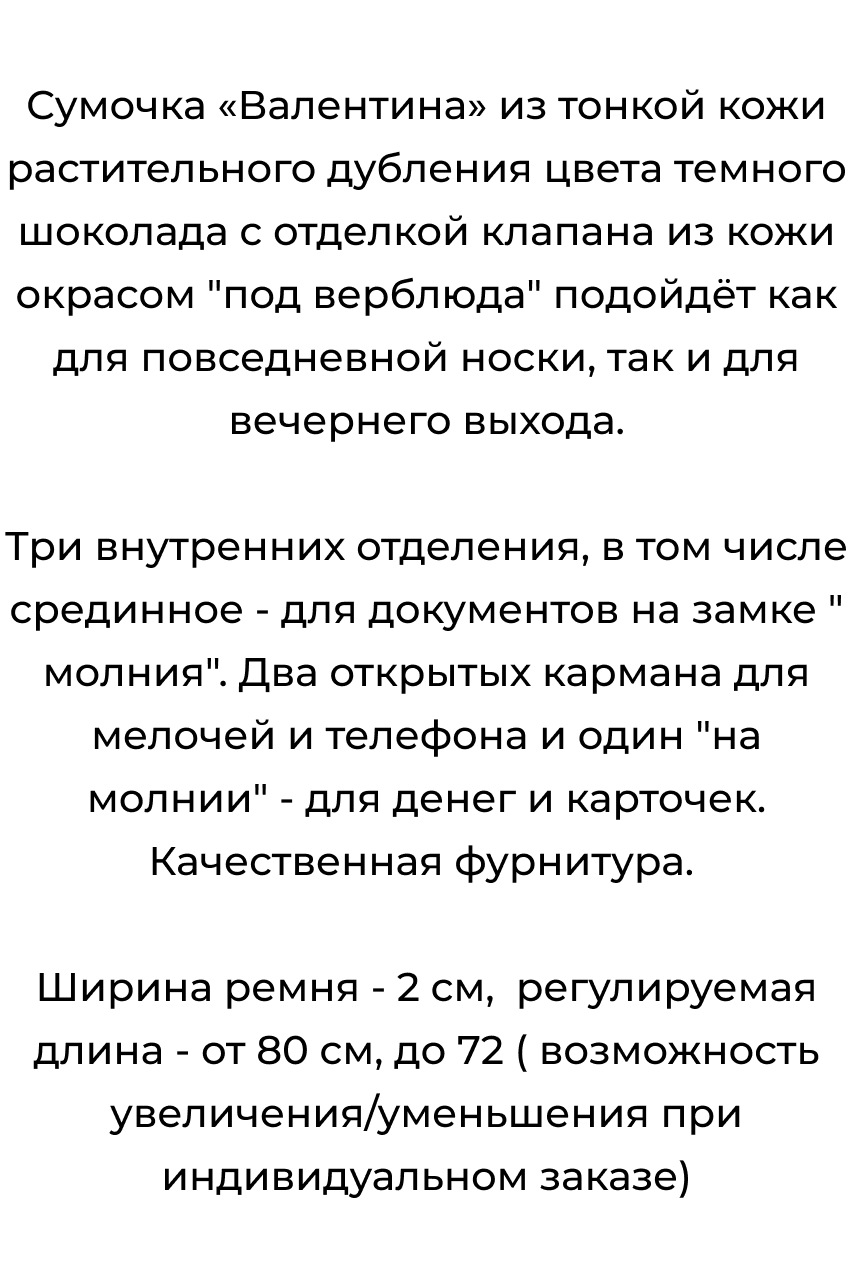 Сумочка «Валентина» из тонкой кожи
растительного дубления цвета темного
шоколада с отделкой клапана из кожи
окрасом "под верблюда" подойдёт как
для повседневной носки, так и для
вечернего выхода.
Три внутренних отделения, в том числе
срединное - для документов на замке "
молния". Два открытых кармана для
мелочей и телефона и один "на
молнии" - для денег и карточек.
Качественная фурнитура.
Ширина ремня - 2 см,  регулируемая
длина - от 80 см, до 72 ( возможность
увеличения/уменьшения при
индивидуальном заказе)